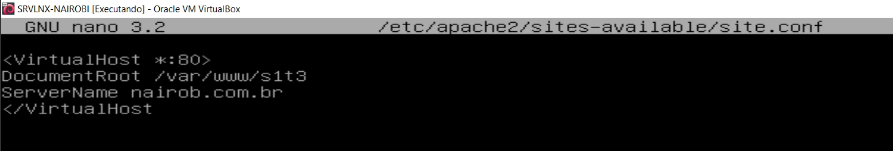 SRVLNX-NAIROBI [Executando] - Oracle VM VirtualBox
GNU nano 3.2 /etc/apache2/sites-available/site.conf
<VirtualHost *:80>
DocumentRoot /var/www/s1t3
ServerName nairob.com.br
</VirtualHost